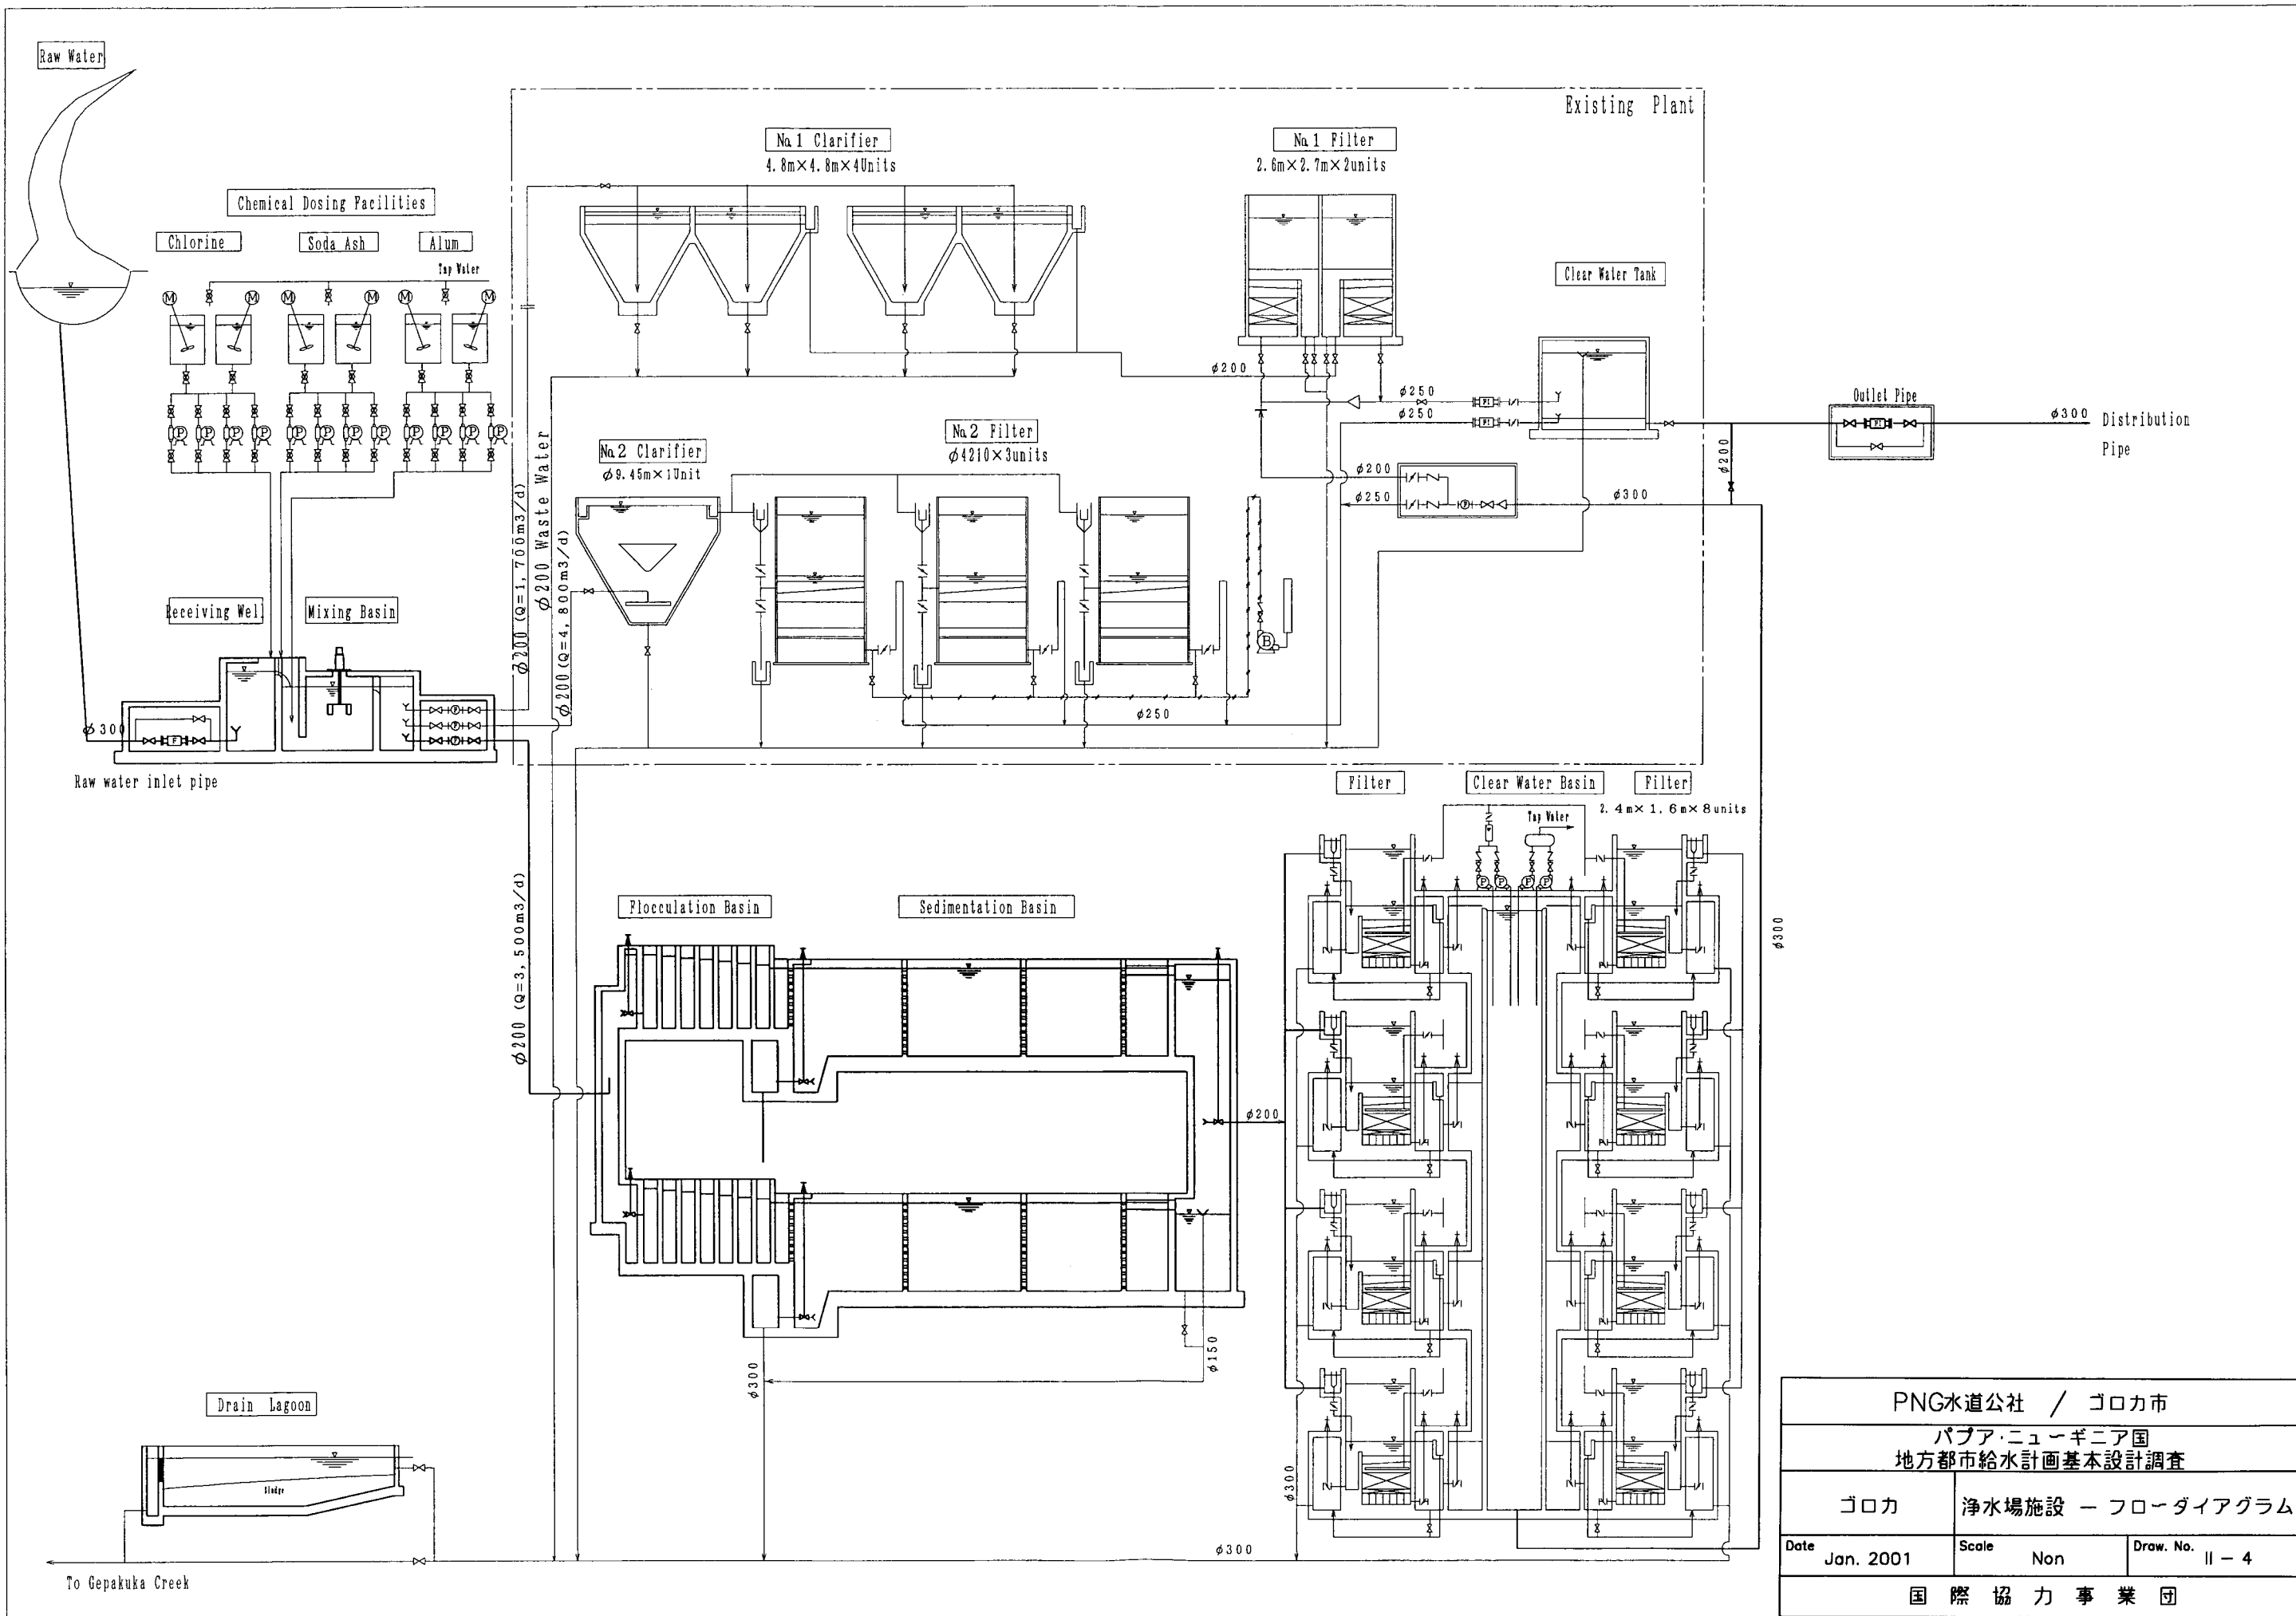 Raw Water
Existing Plant
No.1 Clarifier
4.8m×4.8m×4Units
No.1 Filter
2.6m×2.7m×2units
Chemical Dosing Facilities
Chlorine
Soda Ash
Alum
Tap Water
M
M
M
M
M
M
Clear Water Tank
P
P
P
P
P
P
P
P
P
P
P
P
φ200
φ250
φ250
Outlet Pipe
φ300
Distribution
Pipe
φ200
No.2 Clarifier
φ9.45m×1Unit
No.2 Filter
φ4210×3units
φ200
φ250
P
φ300
φ200 (Q=1,700m3/d)
φ200 Waste Water
φ200 (Q=4,800m3/d)
B
Receiving Wel
Mixing Basin
φ300
F
P
P
P
φ250
Raw water inlet pipe
Filter
Clear Water Basin
Filter
2.4m×1.6m×8units
Tap Water
P
P
P
P
φ200 (Q=3,500m3/d)
Flocculation Basin
Sedimentation Basin
φ300
φ200
φ150
φ300
φ300
Drain Lagoon
Sludge
φ300
To Gepakuka Creek
PNG水道公社 / ゴロカ市
パプア・ニューギニア国
地方都市給水計画基本設計調査
ゴロカ
浄水場施設 － フローダイアグラム
Date Jan. 2001
Scale Non
Draw. No. II － 4
国際協力事業団